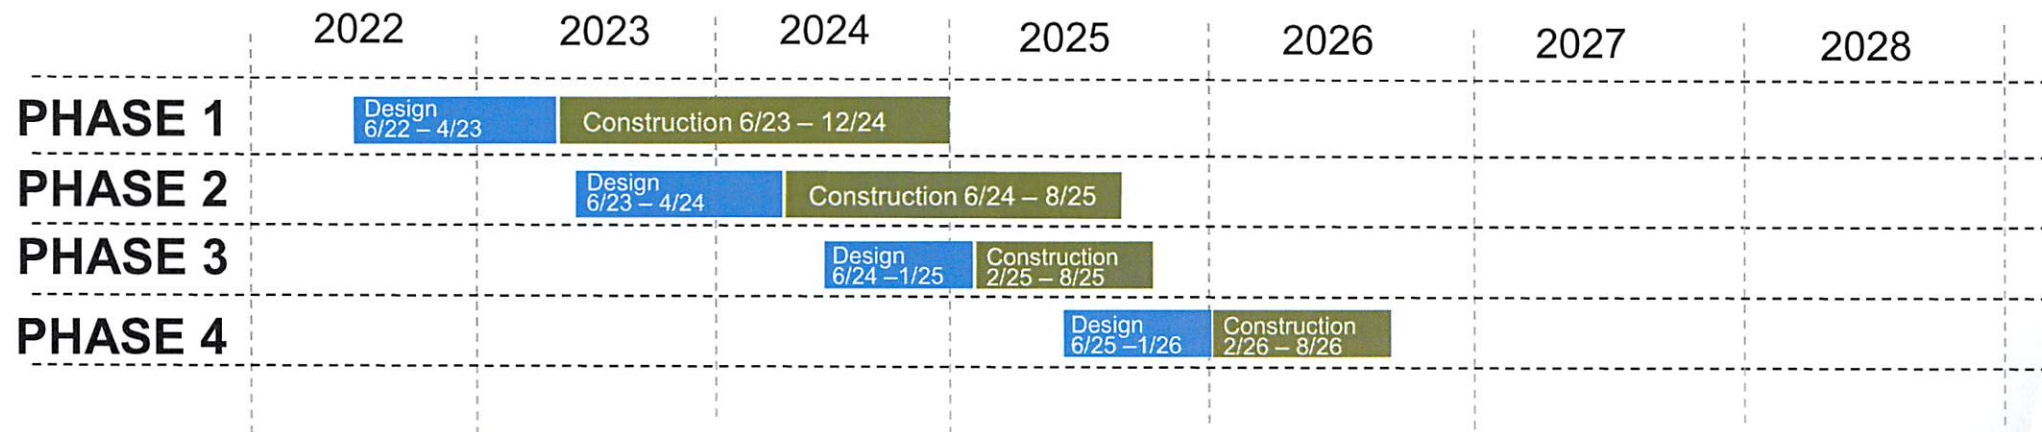 2022 2023 2024 2025 2026 2027 2028
PHASE 1
Design
6/22 – 4/23
Construction 6/23 – 12/24
PHASE 2
Design
6/23 – 4/24
Construction 6/24 – 8/25
PHASE 3
Design
6/24 –1/25
Construction
2/25 – 8/25
PHASE 4
Design
6/25 –1/26
Construction
2/26 – 8/26